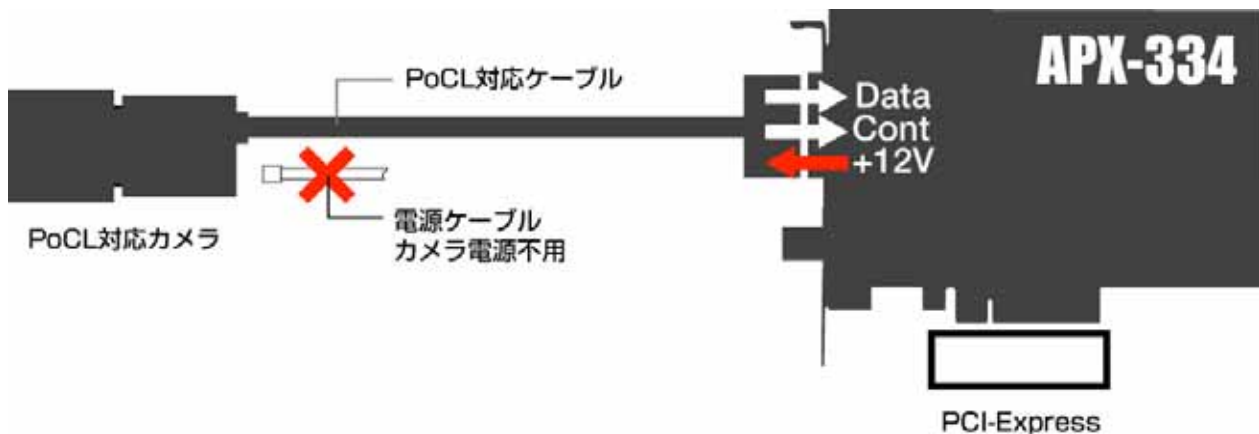 APX-334
PoCL対応ケーブル
Data
Cont
+12V
PoCL対応カメラ
電源ケーブル
カメラ電源不用
PCI-Express